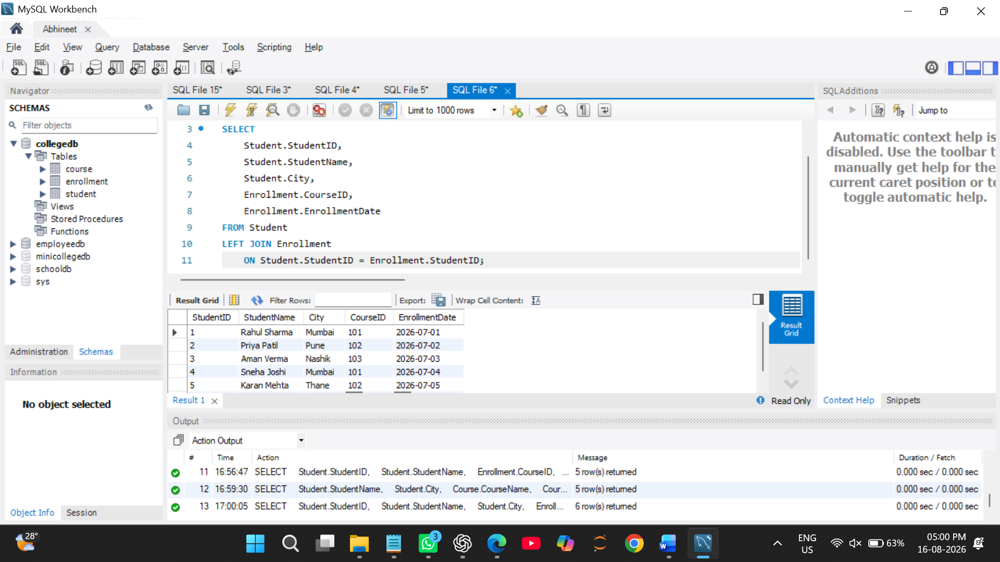 MySQL Workbench
Abhineet
File Edit View Query Database Server Tools Scripting Help
Navigator
SCHEMAS
Filter objects
collegedb
Tables
course
enrollment
student
Views
Stored Procedures
Functions
employeedb
minicollegedb
schooldb
sys
Administration Schemas
Information
No object selected
Object Info Session
SQL File 15* SQL File 3* SQL File 4* SQL File 5* SQL File 6*
Limit to 1000 rows
3 SELECT
4 Student.StudentID,
5 Student.StudentName,
6 Student.City,
7 Enrollment.CourseID,
8 Enrollment.EnrollmentDate
9 FROM Student
10 LEFT JOIN Enrollment
11 ON Student.StudentID = Enrollment.StudentID;
Result Grid Filter Rows: Export: Wrap Cell Content:
StudentID StudentName City CourseID EnrollmentDate
1 Rahul Sharma Mumbai 101 2026-07-01
2 Priya Patil Pune 102 2026-07-02
3 Aman Verma Nashik 103 2026-07-03
4 Sneha Joshi Mumbai 101 2026-07-04
5 Karan Mehta Thane 102 2026-07-05
Result
Grid
Result 1
Read Only
SQLAdditions
Jump to
Automatic context help is
disabled. Use the toolbar t
manually get help for the
current caret position or to
toggle automatic help.
Context Help Snippets
Output
Action Output
# Time Action Message Duration / Fetch
11 16:56:47 SELECT Student.StudentID, Student.StudentName, Enrollment.CourseID, ... 5 row(s) returned 0.000 sec / 0.000 sec
12 16:59:30 SELECT Student.StudentName, Student.City, Course.CourseName, Cour... 5 row(s) returned 0.000 sec / 0.000 sec
13 17:00:05 SELECT Student.StudentID, Student.StudentName, Student.City, Enroll... 6 row(s) returned 0.000 sec / 0.000 sec
28°
3
ENG
US
63%
05:00 PM
16-08-2026